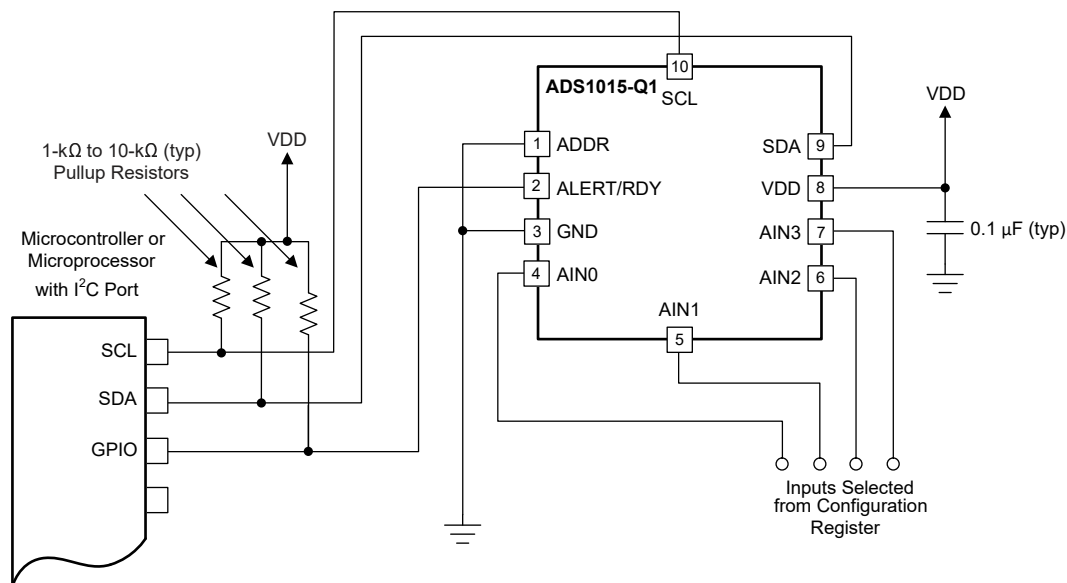 ADS1015-Q1
10
SCL
VDD
1-kΩ to 10-kΩ (typ)
Pullup Resistors
VDD
1
ADDR
SDA
9
2
ALERT/RDY
VDD
8
Microcontroller or
Microprocessor
with I²C Port
3
GND
AIN3
7
0.1 μF (typ)
4
AIN0
AIN2
6
AIN1
5
SCL
SDA
GPIO
Inputs Selected
from Configuration
Register